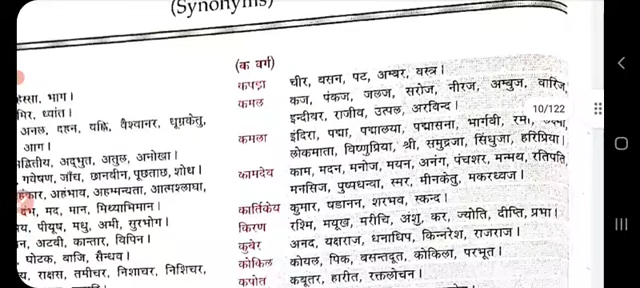 (Synonyms)
(क वर्ग)
हिस्सा, भाग।
ध्वांत।
अनल, दहन, वह्नि, वैश्वानर, धूम्रकेतु,
आग।
अद्वितीय, अद्भुत, अतुल, अनोखा।
गवेषण, जाँच, छानबीन, पूछताछ, शोध।
अहंकार, अहंभाव, अहम्मन्यता, आत्मश्लाघा,
दंभ, मद, मान, मिथ्याभिमान।
पीयूष, मधु, अमी, सुरभोग।
अटवी, कान्तार, विपिन।
घोटक, बाजि, सैन्धव।
राक्षस, तमीचर, निशाचर, निशिचर,
कपड़ा चीर, बसन, पट, अम्बर, वस्त्र।
कमल कंज, पंकज, जलज, सरोज, नीरज, अम्बुज, वारिज,
इन्दीवर, राजीव, उत्पल, अरविन्द।
कमला इंदिरा, पद्मा, पद्मालया, पद्मासना, भार्गवी, रमा,
लोकमाता, विष्णुप्रिया, श्री, समुद्रजा, सिंधुजा, हरिप्रिया।
कामदेव काम, मदन, मनोज, मयन, अनंग, पंचशर, मन्मथ, रतिपति,
मनसिज, पुष्पधन्वा, स्मर, मीनकेतु, मकरध्वज।
कार्तिकेय कुमार, षडानन, शरभव, स्कन्द।
किरण रश्मि, मयूख, मरीचि, अंशु, कर, ज्योति, दीप्ति, प्रभा।
कुबेर अनद, यक्षराज, धनाधिप, किन्नरेश, राजराज।
कोकिल कोयल, पिक, बसन्तदूत, कोकिला, परभूत।
कपोत कबूतर, हारीत, रक्तलोचन।
10/122